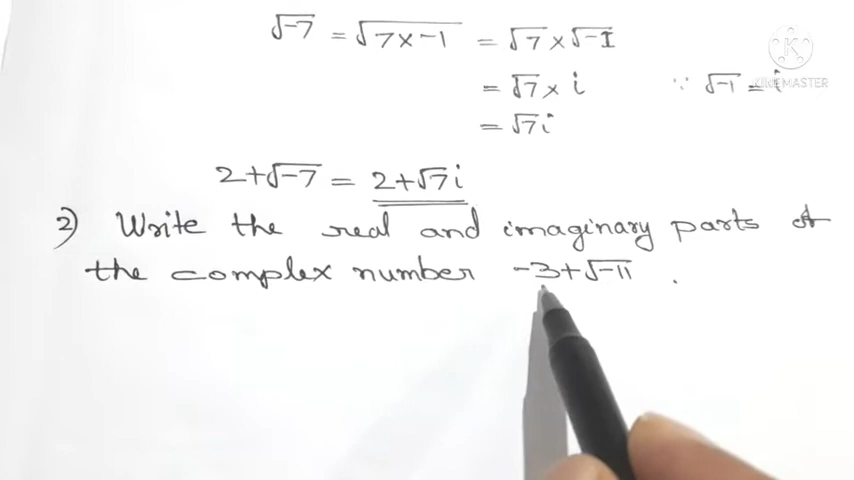 √-7 = √7×-1 = √7×√-1
= √7× i ∵ √-1 = i
= √7i
KINEMASTER
2+√-7 = 2+√7i
2) Write the real and imaginary parts of
the complex number -3+√-11 .